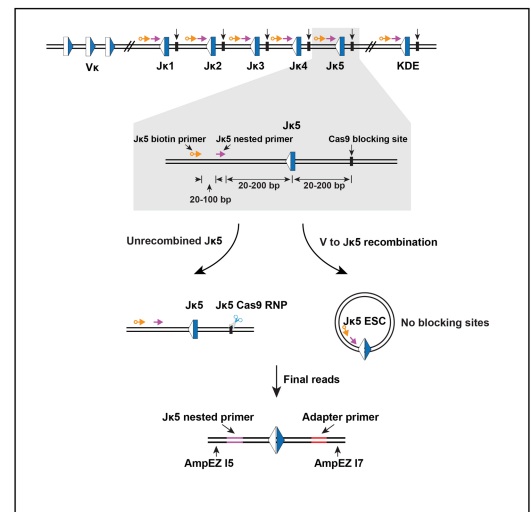 Vκ Jκ1 Jκ2 Jκ3 Jκ4 Jκ5 KDE
Jκ5
Jκ5 biotin primer Jκ5 nested primer Cas9 blocking site
20-200 bp 20-200 bp
20-100 bp
Unrecombined Jκ5 V to Jκ5 recombination
Jκ5 Jκ5 Cas9 RNP
Jκ5 ESC No blocking sites
Final reads
Jκ5 nested primer Adapter primer
AmpEZ I5 AmpEZ I7